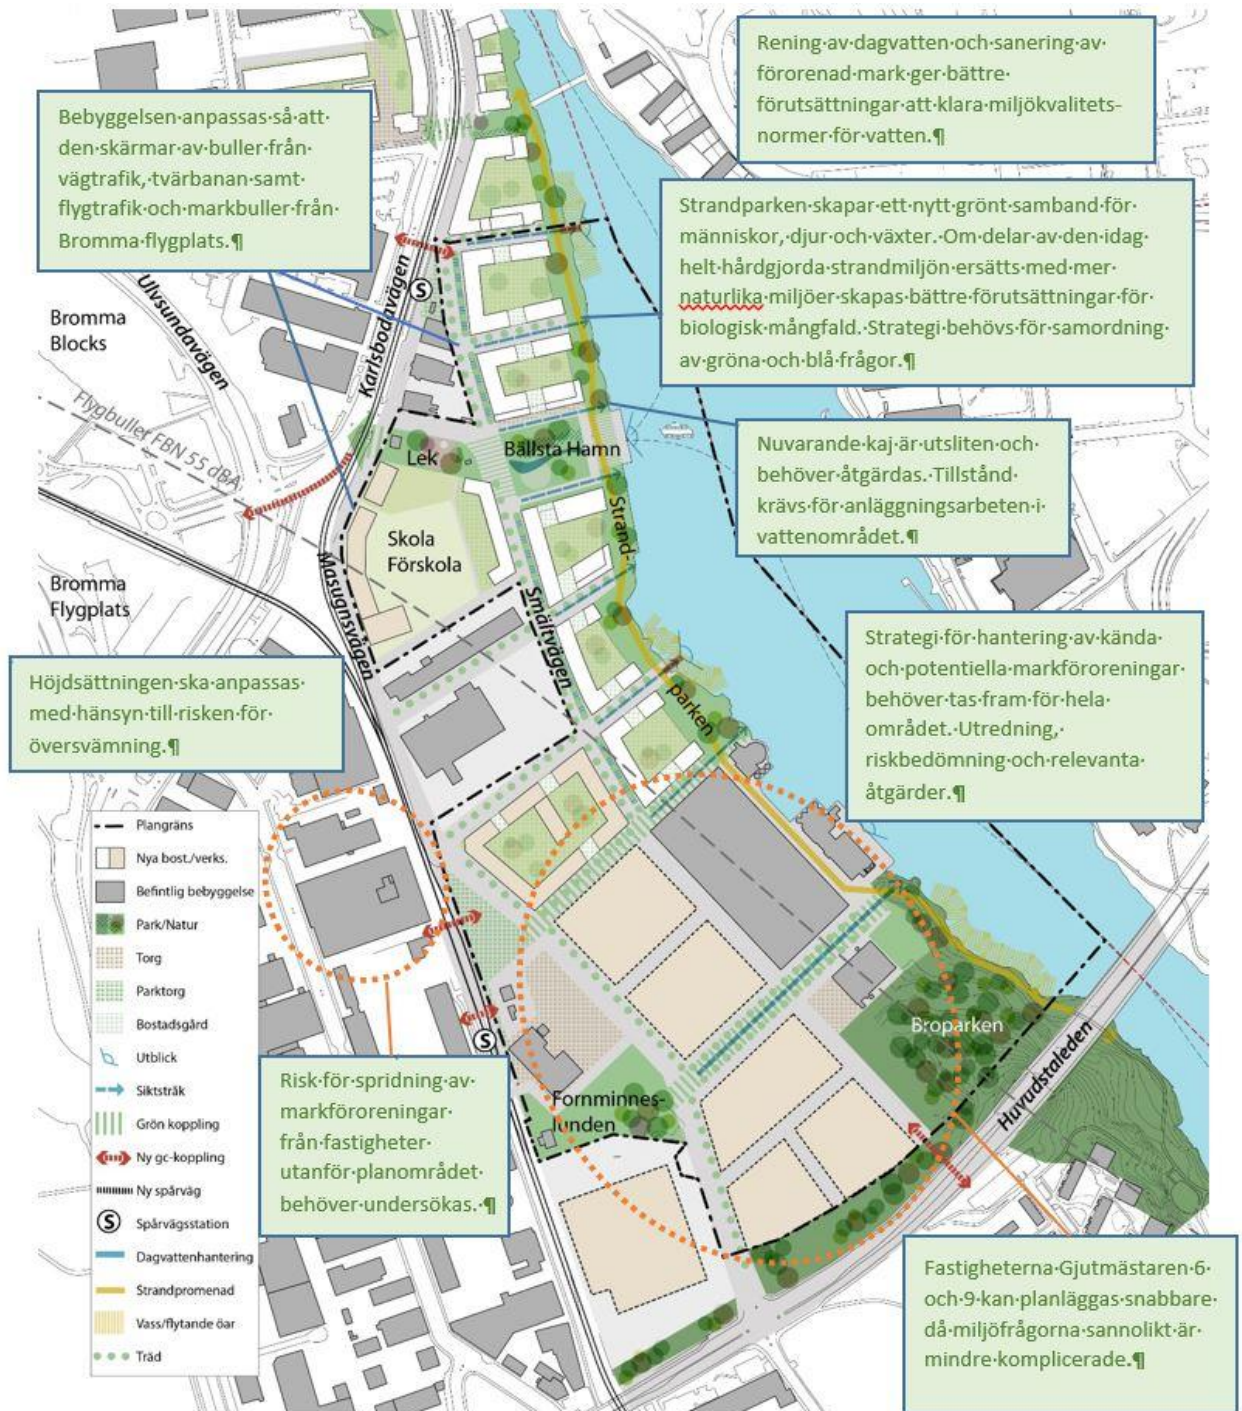 Rening·av·dagvatten·och·sanering·av·
förorenad·mark·ger·bättre·
förutsättningar·att·klara·miljökvalitets-
normer·för·vatten.¶
Bebyggelsen·anpassas·så·att·
den·skärmar·av·buller·från·
vägtrafik,·tvärbanan·samt·
flygtrafik·och·markbuller·från·
Bromma·flygplats.¶
Strandparken·skapar·ett·nytt·grönt·samband·för·
människor,·djur·och·växter.·Om·delar·av·den·idag·
helt·hårdgjorda·strandmiljön·ersätts·med·mer·
naturlika·miljöer·skapas·bättre·förutsättningar·för·
biologisk·mångfald.·Strategi·behövs·för·samordning·
av·gröna·och·blå·frågor.¶
Ulvsundavägen
Karlsbodavägen
S
Bromma
Blocks
Flygbuller FBN 55 dBA
Lek
Bällsta Hamn
Nuvarande·kaj·är·utsliten·och·
behöver·åtgärdas.·Tillstånd·
krävs·för·anläggningsarbeten·i·
vattenområdet.¶
Strand-
parken
Skola
Förskola
Bromma
Flygplats
Masugnsvägen
Smältvägen
Strategi·för·hantering·av·kända·
och·potentiella·markföroreningar·
behöver·tas·fram·för·hela·
området.·Utredning,·
riskbedömning·och·relevanta·
åtgärder.¶
Höjdsättningen·ska·anpassas·
med·hänsyn·till·risken·för·
översvämning.¶
Plangräns
Nya bost./verks.
Befintlig bebyggelse
Park/Natur
Torg
Parktorg
Bostadsgård
Utblick
Siktstråk
Grön koppling
Ny gc-koppling
Ny spårväg
S Spårvägsstation
Dagvattenhantering
Strandpromenad
Vass/flytande öar
Träd
S
Broparken
Huvudstaleden
Fornminnes-
lunden
Risk·för·spridning·av·
markföroreningar·
från·fastigheter·
utanför·planområdet·
behöver·undersökas.·¶
Fastigheterna·Gjutmästaren·6·
och·9·kan·planläggas·snabbare·
då·miljöfrågorna·sannolikt·är·
mindre·komplicerade.¶